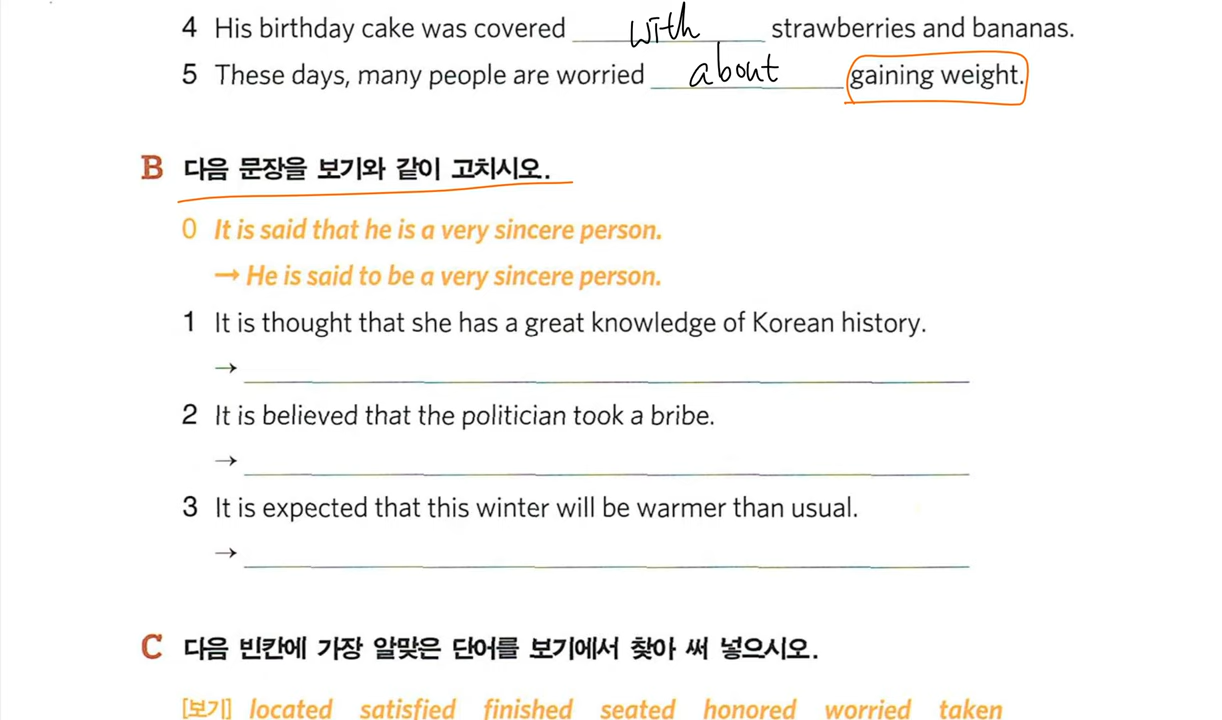 4 His birthday cake was covered with strawberries and bananas.
5 These days, many people are worried about gaining weight.
B 다음 문장을 보기와 같이 고치시오.
0 It is said that he is a very sincere person.
→ He is said to be a very sincere person.
1 It is thought that she has a great knowledge of Korean history.
→
2 It is believed that the politician took a bribe.
→
3 It is expected that this winter will be warmer than usual.
→
C 다음 빈칸에 가장 알맞은 단어를 보기에서 찾아 써 넣으시오.
[보기] located satisfied finished seated honored worried taken